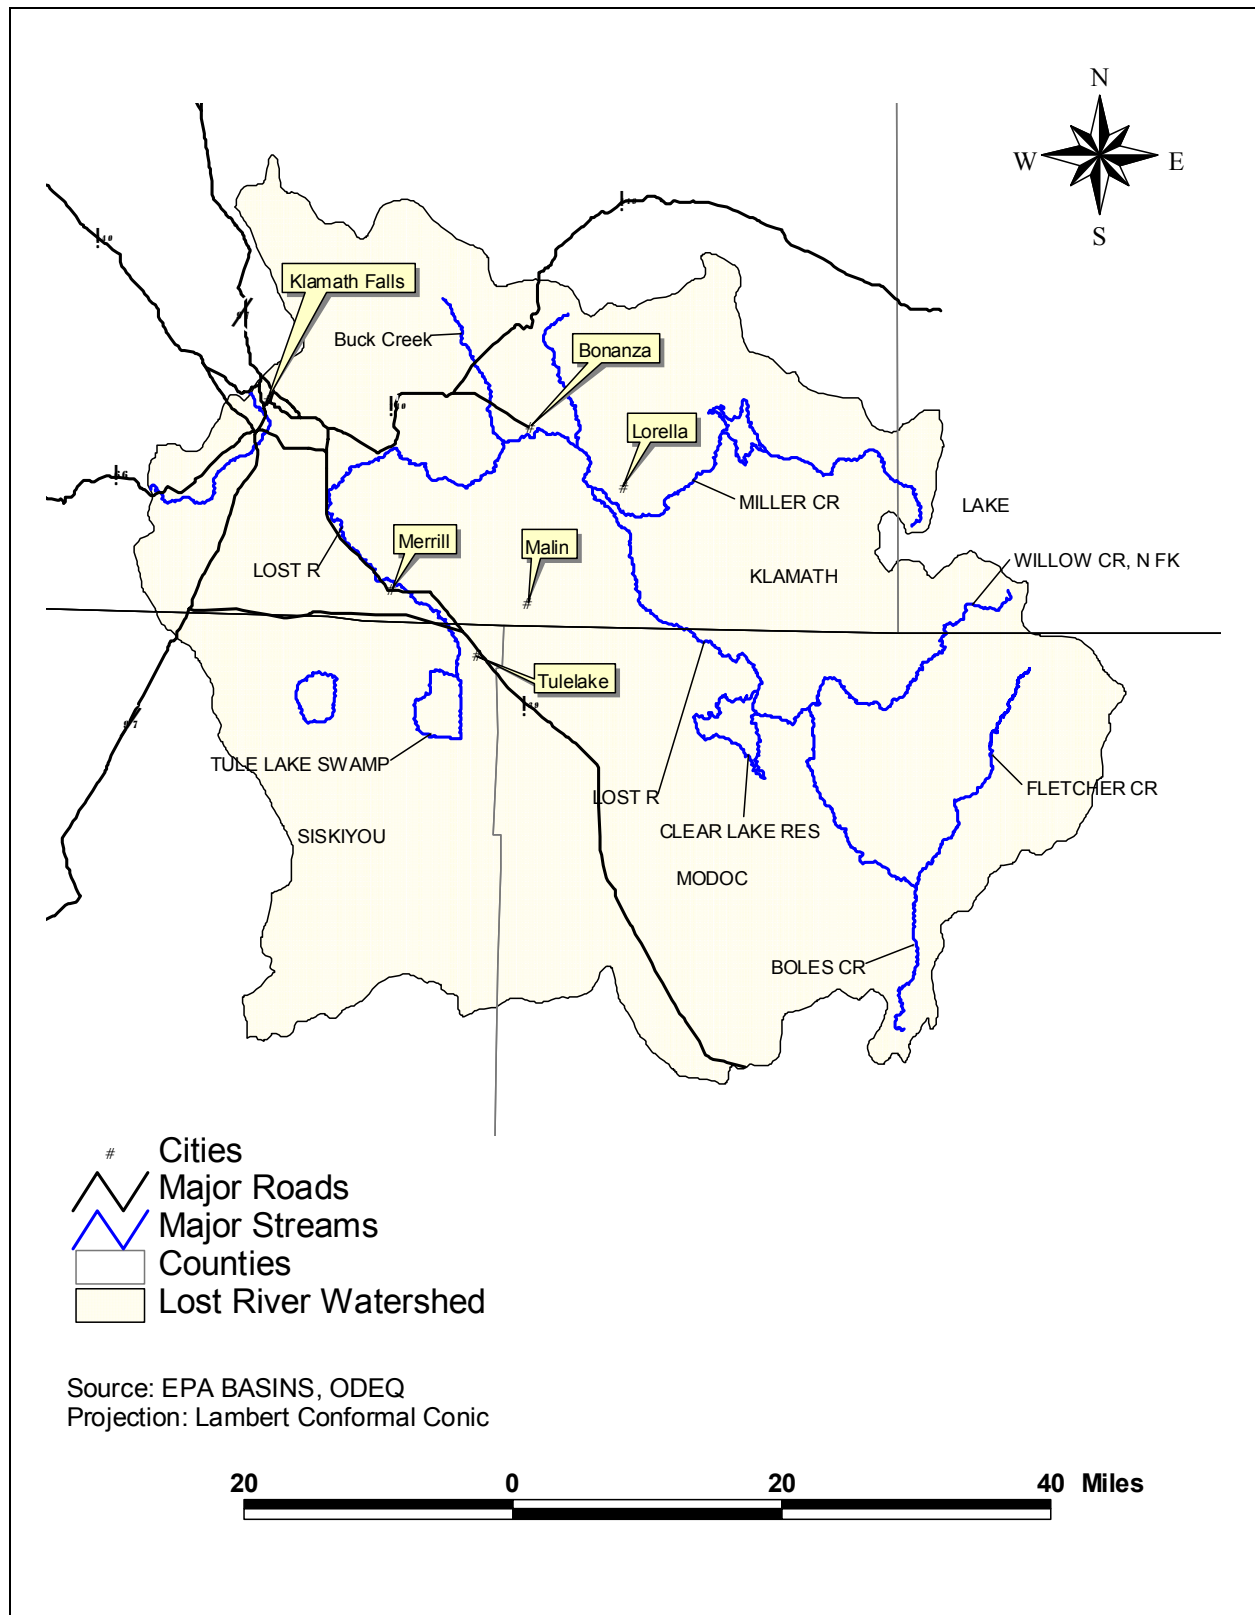 N
W
E
S
Klamath Falls
Buck Creek
Bonanza
Lorella
MILLER CR
LAKE
Merrill
Malin
WILLOW CR, N FK
LOST R
KLAMATH
Tulelake
TULE LAKE SWAMP
LOST R
FLETCHER CR
SISKIYOU
CLEAR LAKE RES
MODOC
BOLES CR
# Cities
Major Roads
Major Streams
Counties
Lost River Watershed
Source: EPA BASINS, ODEQ
Projection: Lambert Conformal Conic
20 0 20 40 Miles